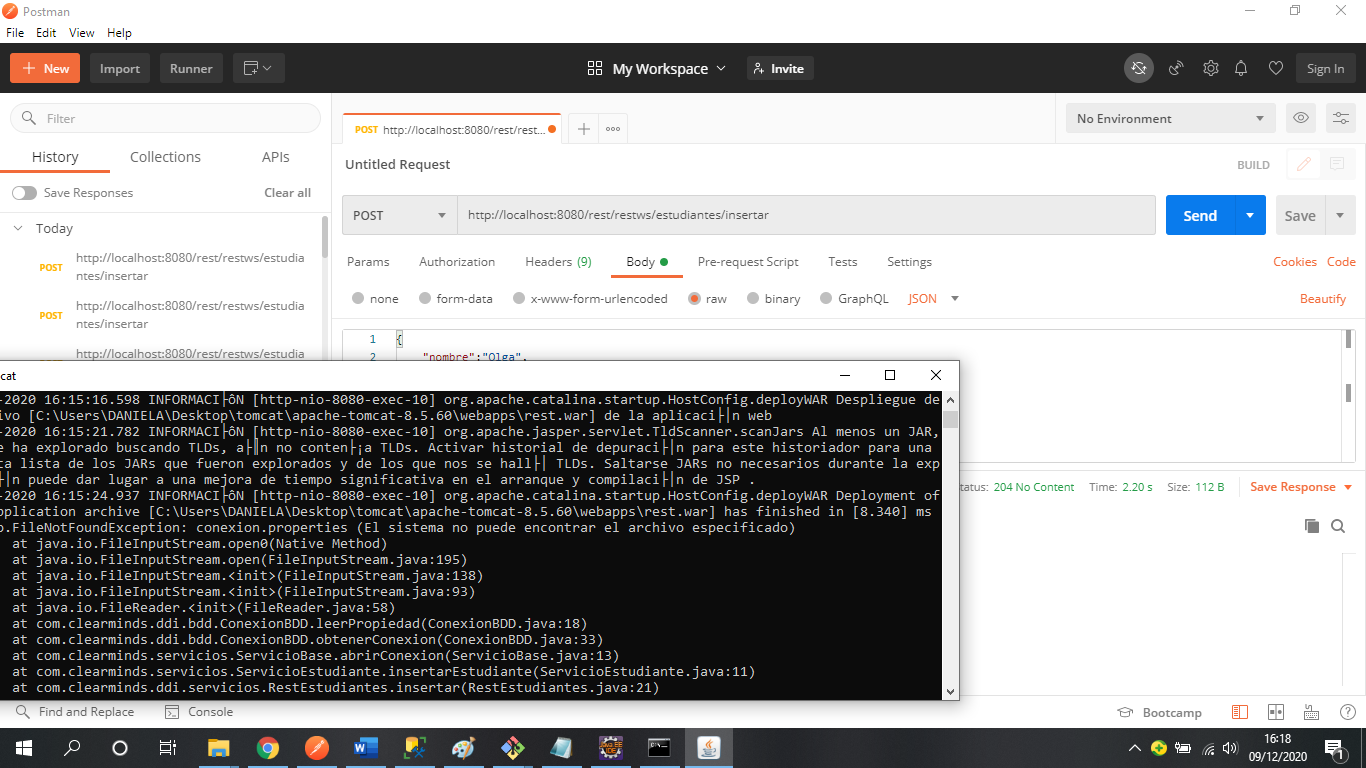 Postman
File Edit View Help
New Import Runner My Workspace Invite Sign In
Filter
History Collections APIs
Save Responses Clear all
Today
POST http://localhost:8080/rest/restws/estudia
ntes/insertar
POST http://localhost:8080/rest/restws/estudia
ntes/insertar
http://localhost:8080/rest/restws/estudia
POST http://localhost:8080/rest/rest...
No Environment
Untitled Request
BUILD
POST http://localhost:8080/rest/restws/estudiantes/insertar Send Save
Params Authorization Headers (9) Body Pre-request Script Tests Settings Cookies Code
none form-data x-www-form-urlencoded raw binary GraphQL JSON Beautify
1 {
2 "nombre":"Olga",
cat
-2020 16:15:16.598 INFORMACI├ôN [http-nio-8080-exec-10] org.apache.catalina.startup.HostConfig.deployWAR Despliegue de
ivo [C:\Users\DANIELA\Desktop\tomcat\apache-tomcat-8.5.60\webapps\rest.war] de la aplicaci├│n web
-2020 16:15:21.782 INFORMACI├ôN [http-nio-8080-exec-10] org.apache.jasper.servlet.TldScanner.scanJars Al menos un JAR,
e ha explorado buscando TLDs, a├║n no conten├¡a TLDs. Activar historial de depuraci├│n para este historiador para una
ta lista de los JARs que fueron explorados y de los que nos se hall├│ TLDs. Saltarse JARs no necesarios durante la exp
├│n puede dar lugar a una mejora de tiempo significativa en el arranque y compilaci├│n de JSP .
-2020 16:15:24.937 INFORMACI├ôN [http-nio-8080-exec-10] org.apache.catalina.startup.HostConfig.deployWAR Deployment of
pplication archive [C:\Users\DANIELA\Desktop\tomcat\apache-tomcat-8.5.60\webapps\rest.war] has finished in [8.340] ms
o.FileNotFoundException: conexion.properties (El sistema no puede encontrar el archivo especificado)
at java.io.FileInputStream.open0(Native Method)
at java.io.FileInputStream.open(FileInputStream.java:195)
at java.io.FileInputStream.<init>(FileInputStream.java:138)
at java.io.FileInputStream.<init>(FileInputStream.java:93)
at java.io.FileReader.<init>(FileReader.java:58)
at com.clearminds.ddi.bdd.ConexionBDD.leerPropiedad(ConexionBDD.java:18)
at com.clearminds.ddi.bdd.ConexionBDD.obtenerConexion(ConexionBDD.java:33)
at com.clearminds.servicios.ServicioBase.abrirConexion(ServicioBase.java:13)
at com.clearminds.servicios.ServicioEstudiante.insertarEstudiante(ServicioEstudiante.java:11)
at com.clearminds.ddi.servicios.RestEstudiantes.insertar(RestEstudiantes.java:21)
tatus: 204 No Content Time: 2.20 s Size: 112 B Save Response
Find and Replace Console Bootcamp
16:18
09/12/2020
1